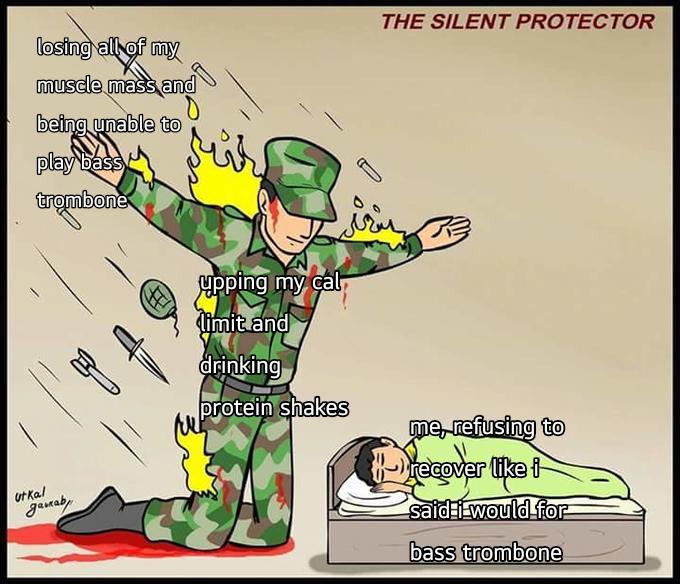 THE SILENT PROTECTOR
losing all of my
muscle mass and
being unable to
play bass
trombone
upping my cal
limit and
drinking
protein shakes
me, refusing to
recover like i
said i would for
bass trombone
utkal